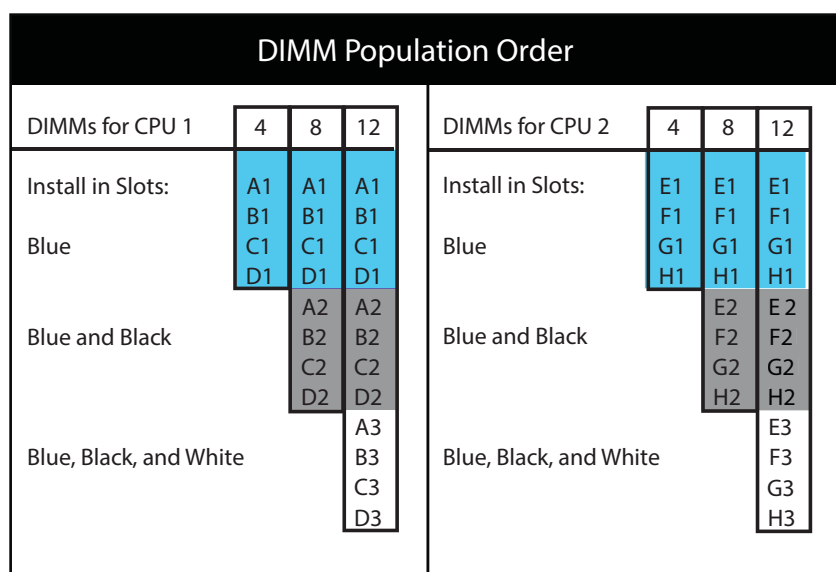 DIMM Population Order
DIMMs for CPU 1 4 8 12
Install in Slots: A1 A1 A1
B1 B1 B1
Blue C1 C1 C1
D1 D1 D1
A2 A2
Blue and Black B2 B2
C2 C2
D2 D2
A3
Blue, Black, and White B3
C3
D3
DIMMs for CPU 2 4 8 12
Install in Slots: E1 E1 E1
F1 F1 F1
Blue G1 G1 G1
H1 H1 H1
E2 E 2
Blue and Black F2 F2
G2 G2
H2 H2
E3
Blue, Black, and White F3
G3
H3